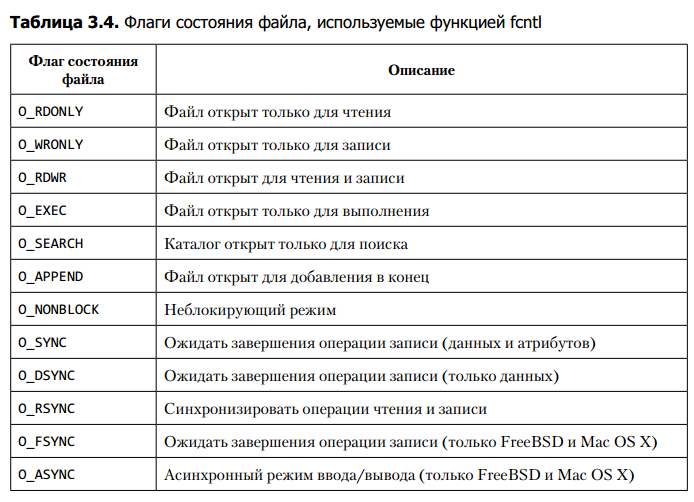 Таблица 3.4. Флаги состояния файла, используемые функцией fcntl
Флаг состояния
файла
Описание
O_RDONLY Файл открыт только для чтения
O_WRONLY Файл открыт только для записи
O_RDWR Файл открыт для чтения и записи
O_EXEC Файл открыт только для выполнения
O_SEARCH Каталог открыт только для поиска
O_APPEND Файл открыт для добавления в конец
O_NONBLOCK Неблокирующий режим
O_SYNC Ожидать завершения операции записи (данных и атрибутов)
O_DSYNC Ожидать завершения операции записи (только данных)
O_RSYNC Синхронизировать операции чтения и записи
O_FSYNC Ожидать завершения операции записи (только FreeBSD и Mac OS X)
O_ASYNC Асинхронный режим ввода/вывода (только FreeBSD и Mac OS X)